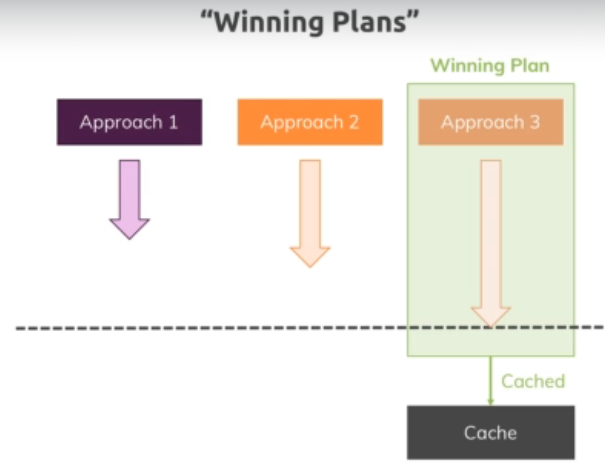 “Winning Plans”
Winning Plan
Approach 1
Approach 2
Approach 3
Cached
Cache